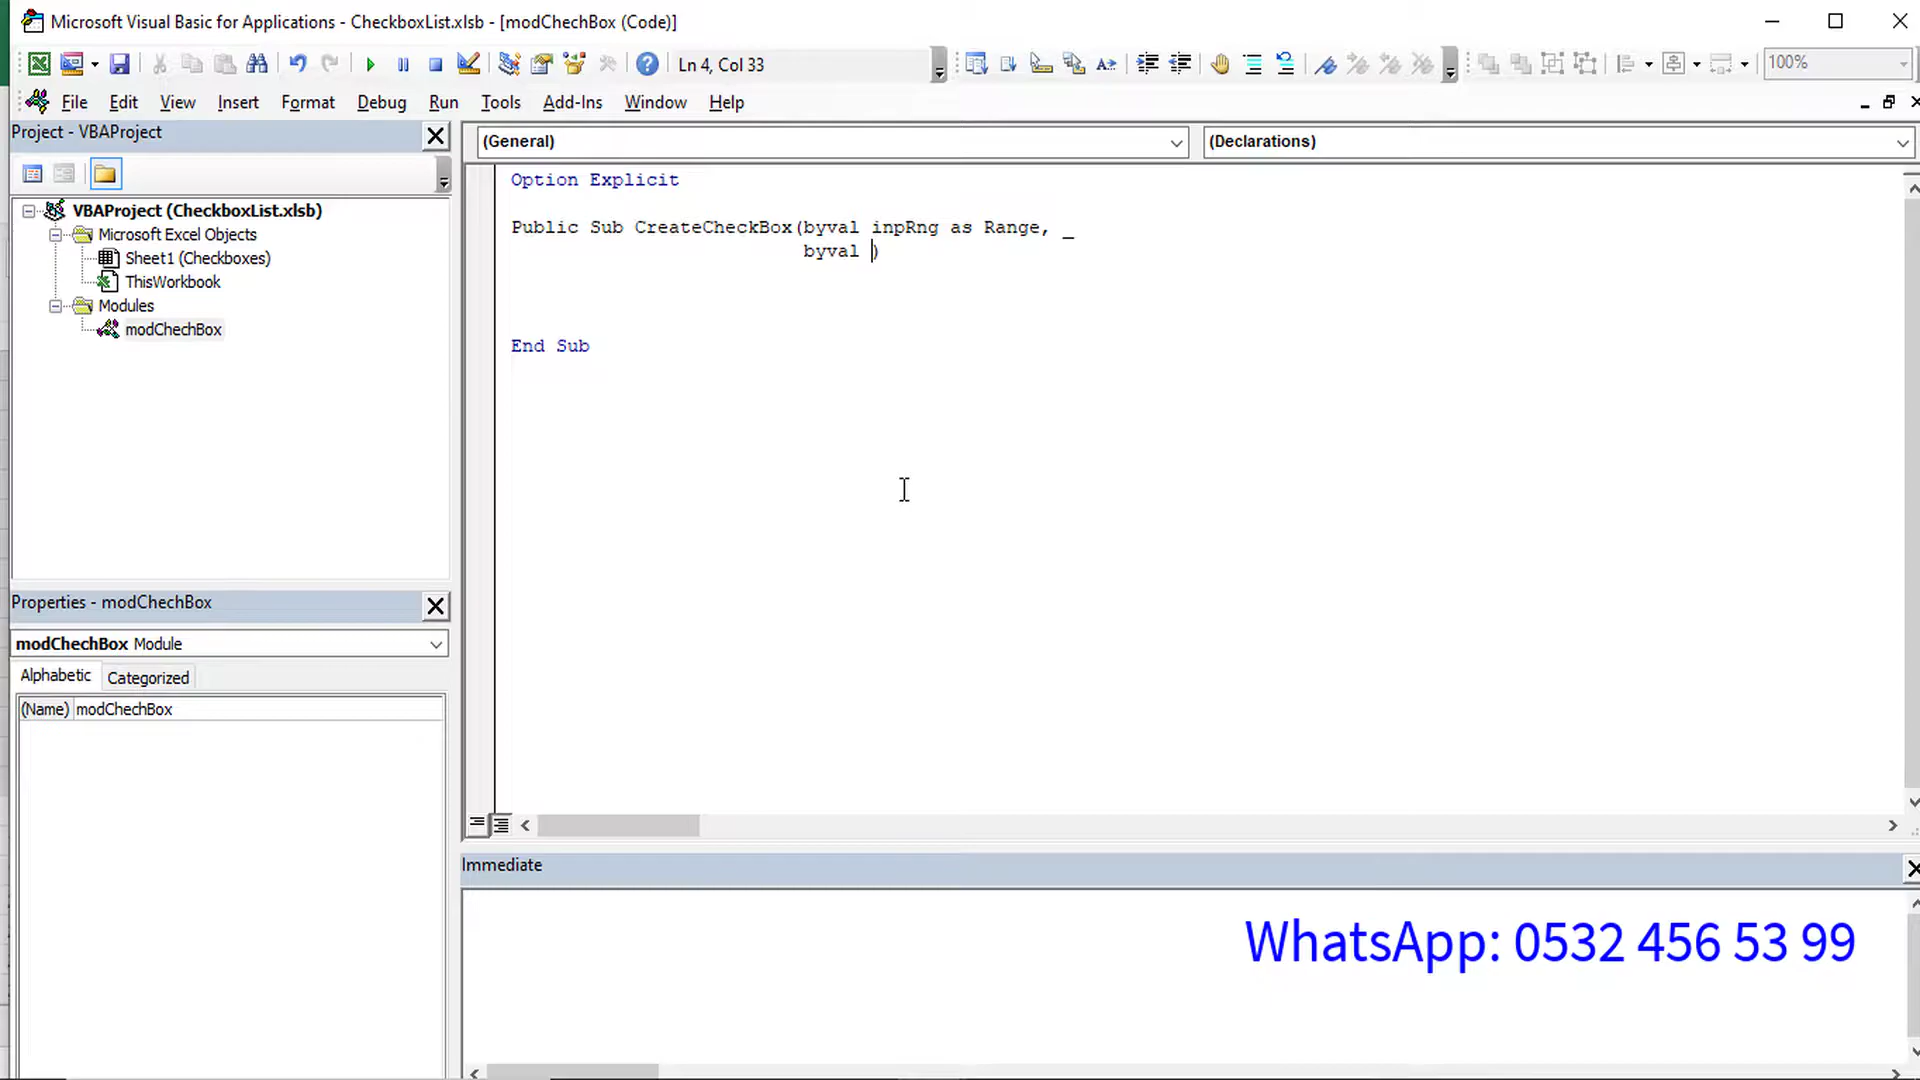 Microsoft Visual Basic for Applications - CheckboxList.xlsb - [modChechBox (Code)]
Ln 4, Col 33
100%
File Edit View Insert Format Debug Run Tools Add-Ins Window Help
Project - VBAProject
(General)
(Declarations)
VBAProject (CheckboxList.xlsb)
Microsoft Excel Objects
Sheet1 (Checkboxes)
ThisWorkbook
Modules
modChechBox
Option Explicit
Public Sub CreateCheckBox(byval inpRng as Range, _
byval )
End Sub
Properties - modChechBox
modChechBox Module
Alphabetic Categorized
(Name) modChechBox
Immediate
WhatsApp: 0532 456 53 99